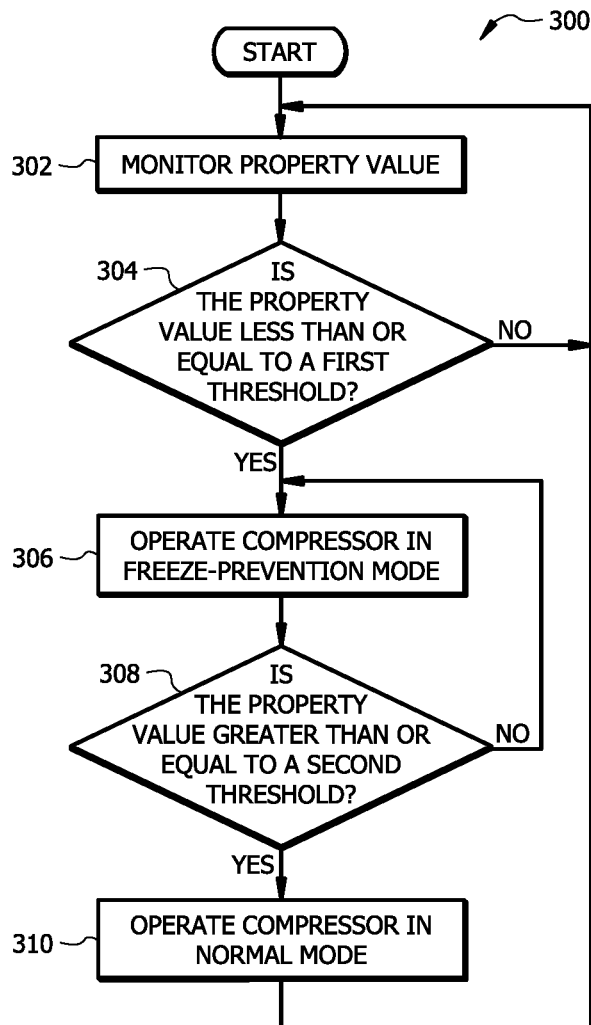 300
START
302
MONITOR PROPERTY VALUE
304
IS
THE PROPERTY
VALUE LESS THAN OR
EQUAL TO A FIRST
THRESHOLD?
NO
YES
306
OPERATE COMPRESSOR IN
FREEZE-PREVENTION MODE
308
IS
THE PROPERTY
VALUE GREATER THAN OR
EQUAL TO A SECOND
THRESHOLD?
NO
YES
310
OPERATE COMPRESSOR IN
NORMAL MODE